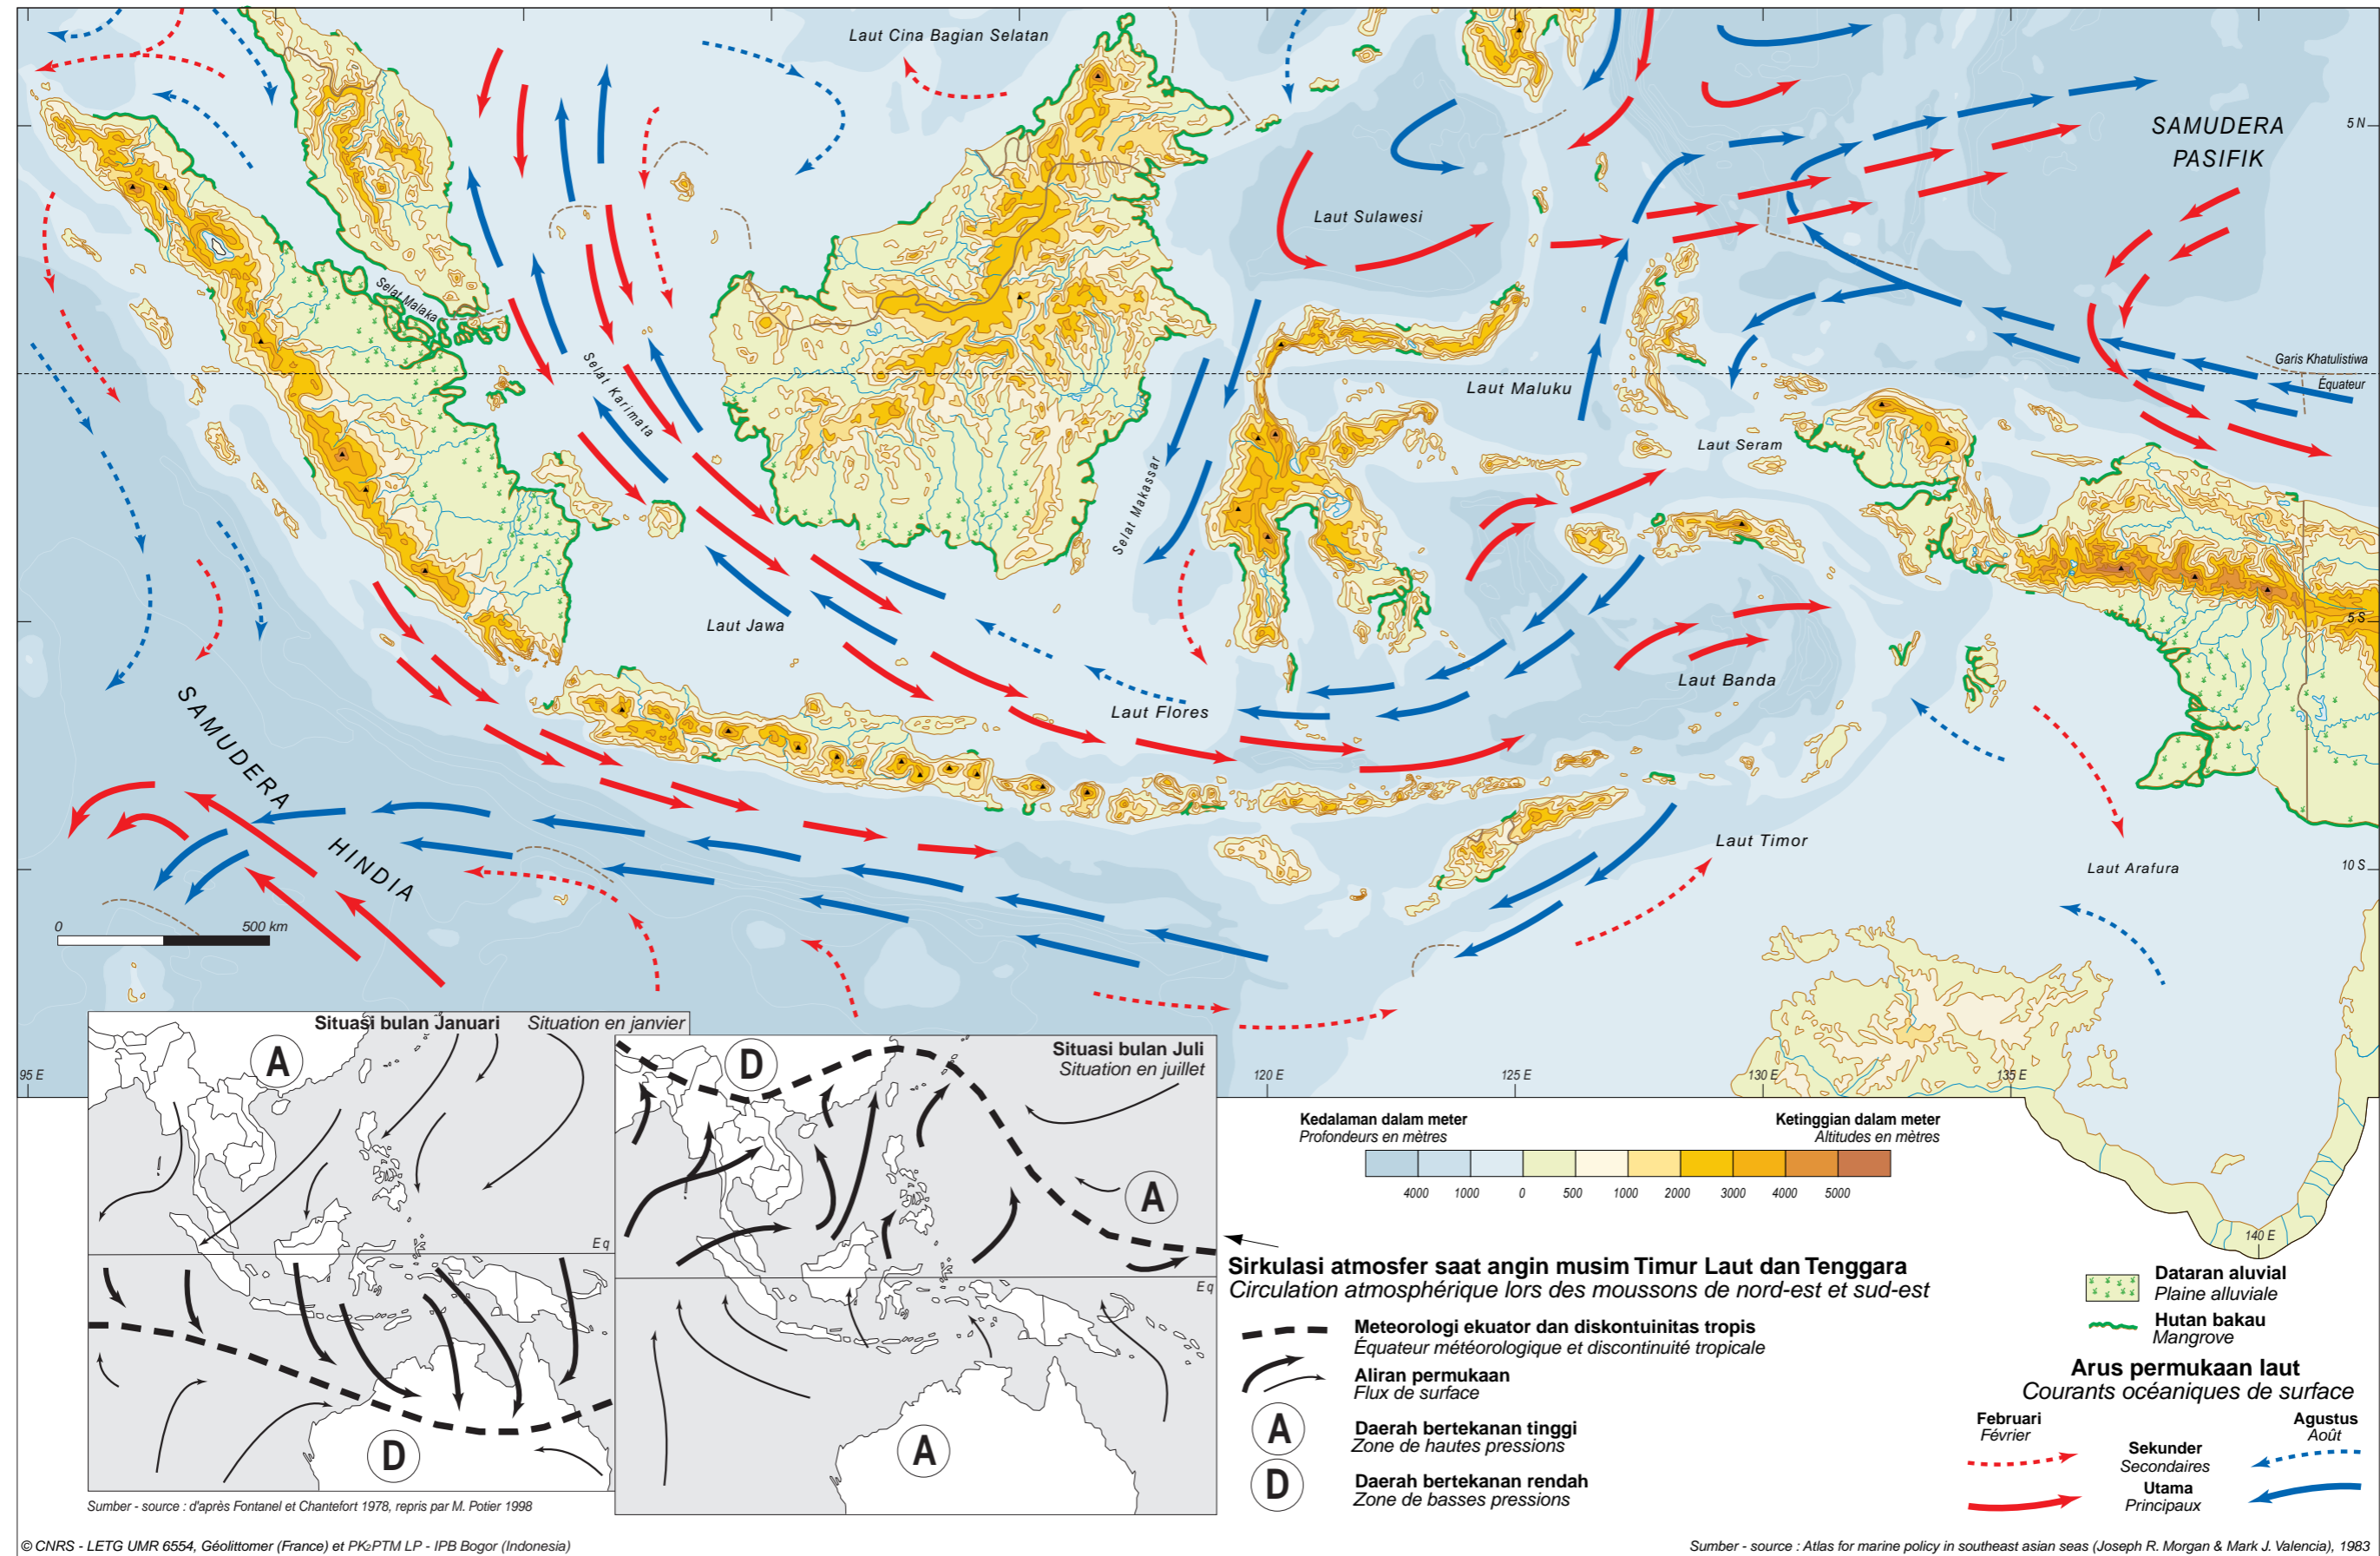 Laut Cina Bagian Selatan
SAMUDERA
PASIFIK
5 N
Laut Sulawesi
Selat Malaka
Selat Karimata
Garis Khatulistiwa
Équateur
Laut Maluku
Laut Seram
Selat Makassar
5 S
Laut Jawa
Laut Banda
Laut Flores
SAMUDERA
HINDIA
Laut Timor
Laut Arafura
10 S
0 500 km
95 E
120 E
125 E
130 E
135 E
140 E
Situasi bulan Januari Situation en janvier
A
Eq
D
Situasi bulan Juli
Situation en juillet
D
A
Eq
A
Sumber - source : d'après Fontanel et Chantefort 1978, repris par M. Potier 1998
Kedalaman dalam meter
Profondeurs en mètres
Ketinggian dalam meter
Altitudes en mètres
4000 1000 0 500 1000 2000 3000 4000 5000
Sirkulasi atmosfer saat angin musim Timur Laut dan Tenggara
Circulation atmosphérique lors des moussons de nord-est et sud-est
Meteorologi ekuator dan diskontuinitas tropis
Équateur météorologique et discontinuité tropicale
Aliran permukaan
Flux de surface
A
Daerah bertekanan tinggi
Zone de hautes pressions
D
Daerah bertekanan rendah
Zone de basses pressions
Dataran aluvial
Plaine alluviale
Hutan bakau
Mangrove
Arus permukaan laut
Courants océaniques de surface
Februari
Février
Agustus
Août
Sekunder
Secondaires
Utama
Principaux
© CNRS - LETG UMR 6554, Géolittomer (France) et PK2PTM LP - IPB Bogor (Indonesia)
Sumber - source : Atlas for marine policy in southeast asian seas (Joseph R. Morgan & Mark J. Valencia), 1983